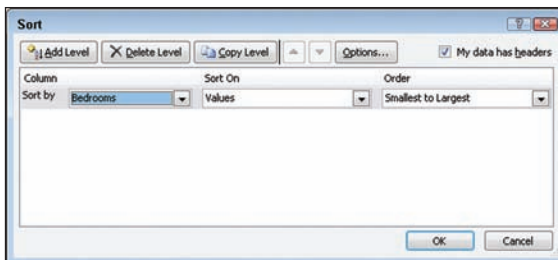 Sort
Add Level Delete Level Copy Level Options... My data has headers
Column Sort On Order
Sort by Bedrooms Values Smallest to Largest
OK Cancel